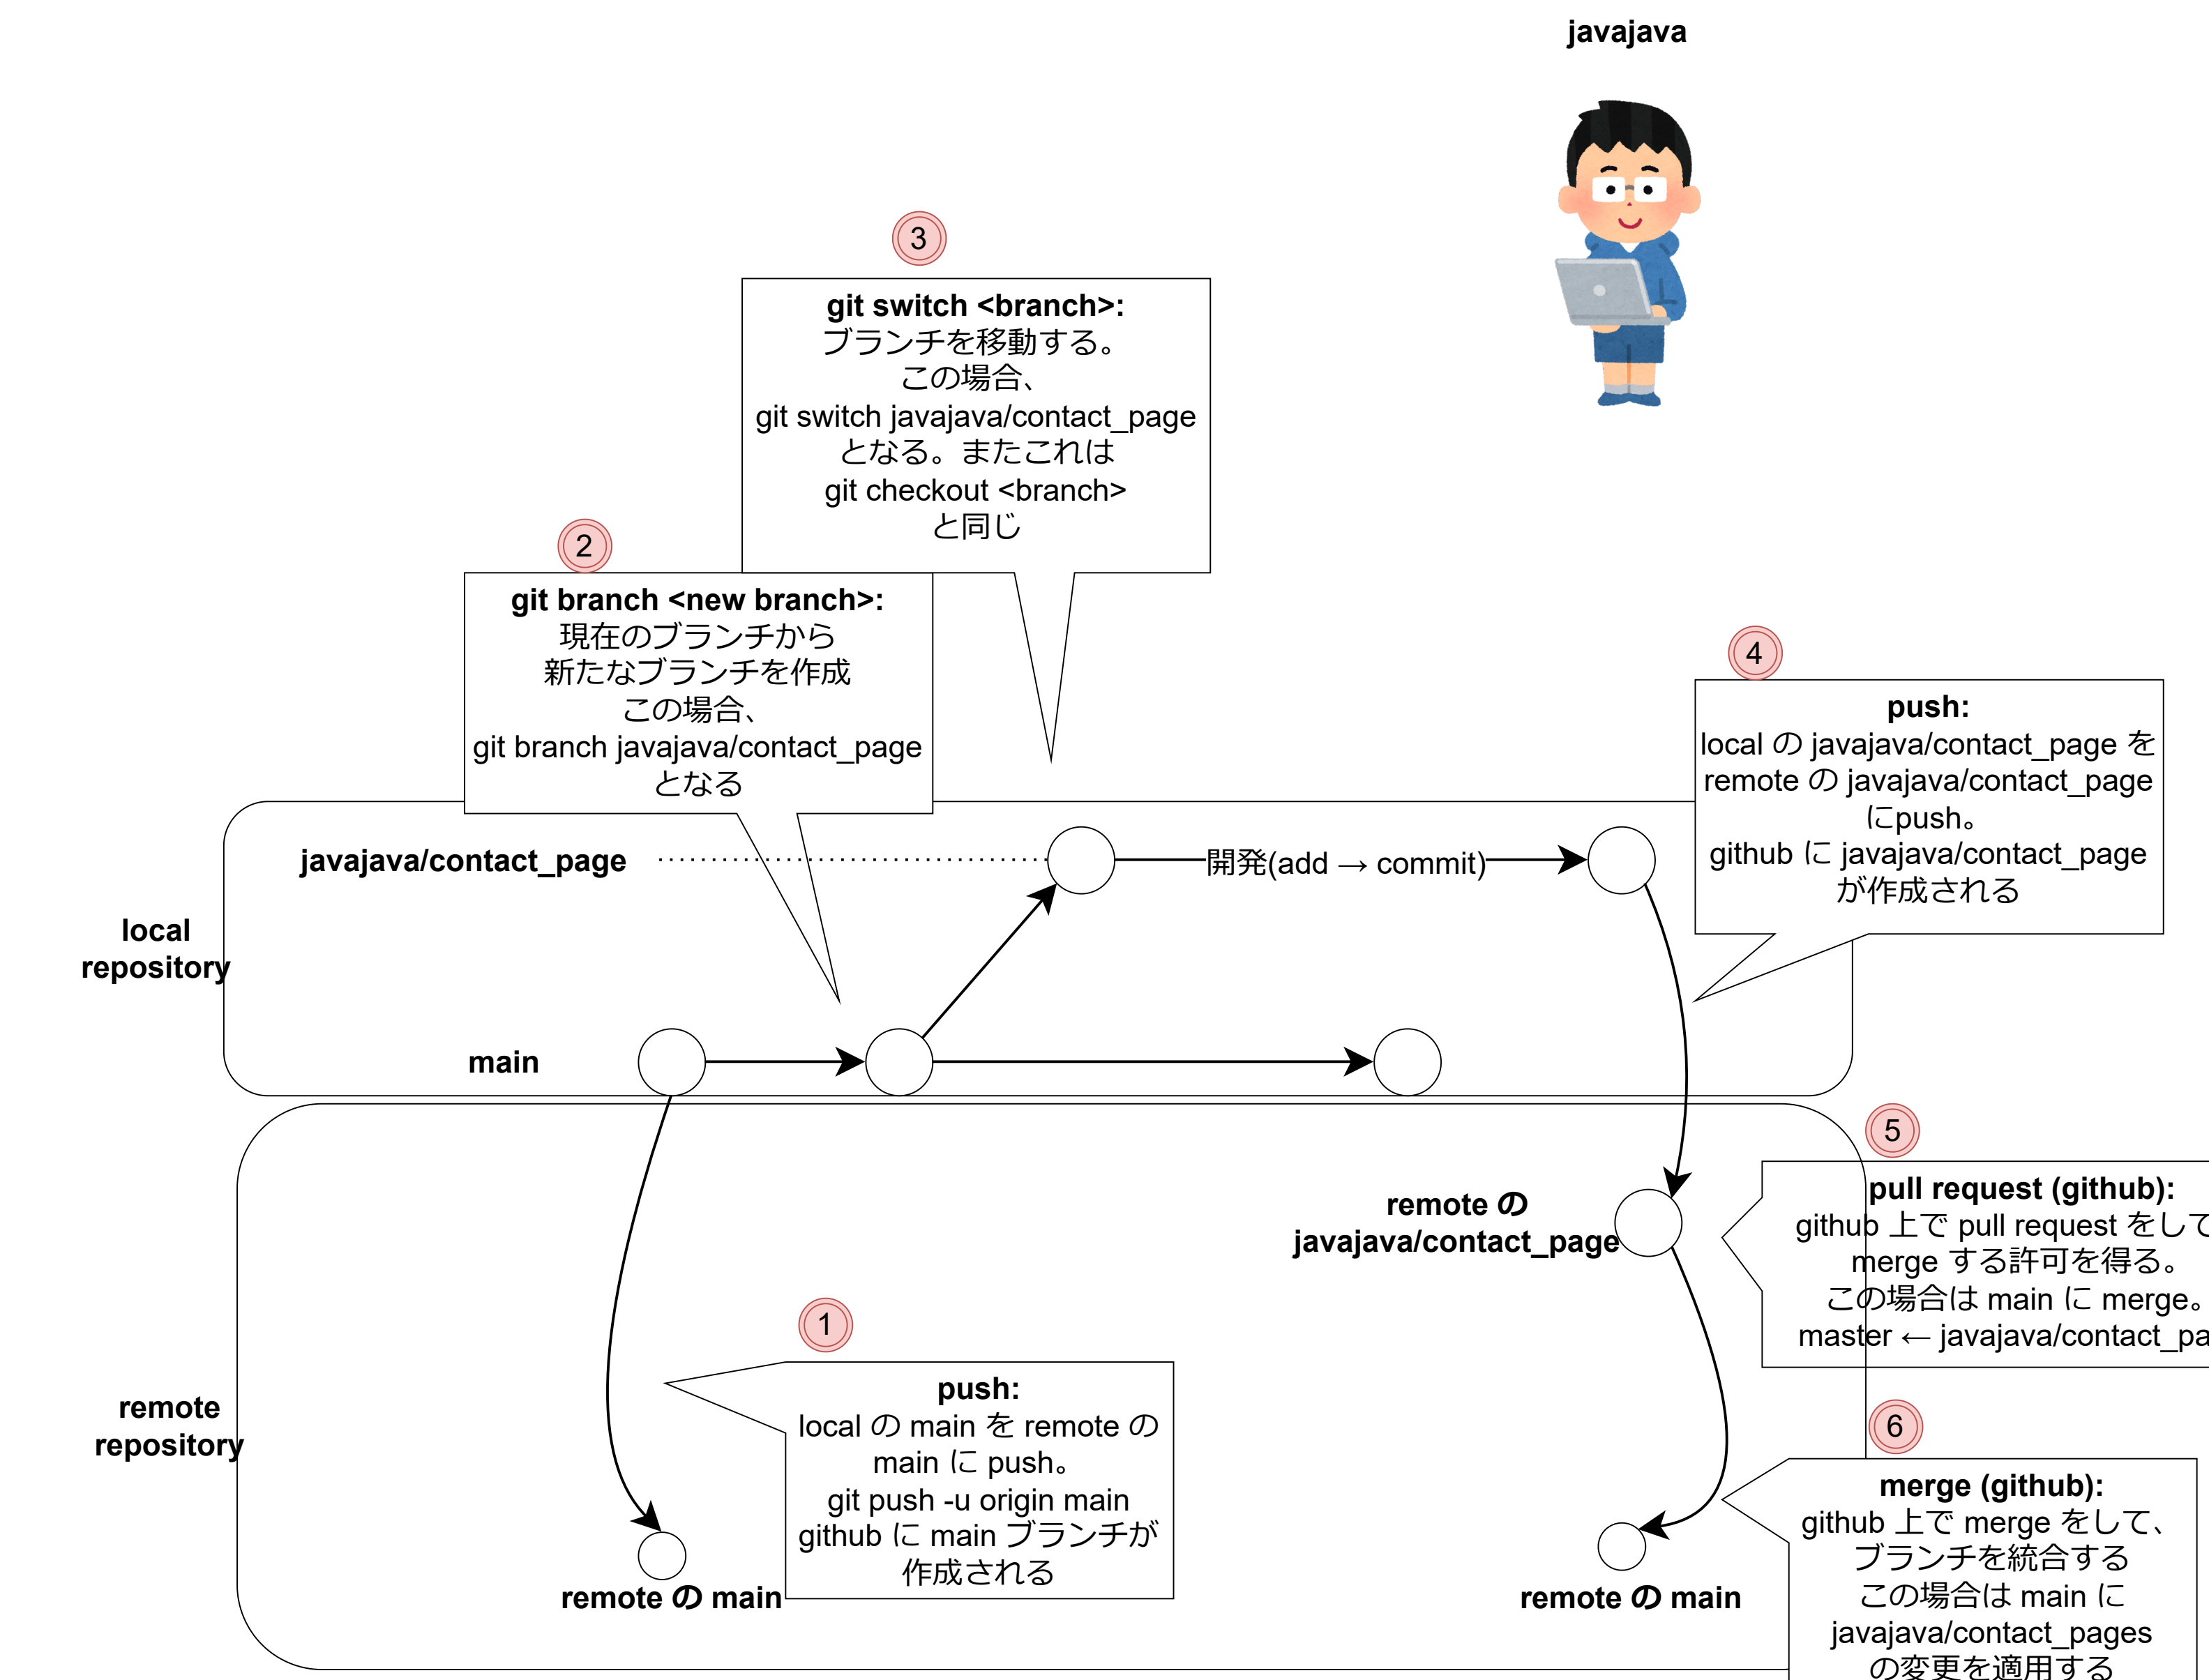 javajava
3
git switch <branch>:
ブランチを移動する。
この場合、
git switch javajava/contact_page
となる。またこれは
git checkout <branch>
と同じ
2
git branch <new branch>:
現在のブランチから
新たなブランチを作成
この場合、
git branch javajava/contact_page
となる
4
push:
local の javajava/contact_page を
remote の javajava/contact_page
にpush。
github に javajava/contact_page
が作成される
javajava/contact_page
開発(add → commit)
local
repository
main
5
pull request (github):
github 上で pull request をして
merge する許可を得る。
この場合は main に merge。
master ← javajava/contact_pa
remote の
javajava/contact_page
1
push:
local の main を remote の
main に push。
git push -u origin main
github に main ブランチが
作成される
remote
repository
6
merge (github):
github 上で merge をして、
ブランチを統合する
この場合は main に
javajava/contact_pages
の変更を適用する
remote の main
remote の main